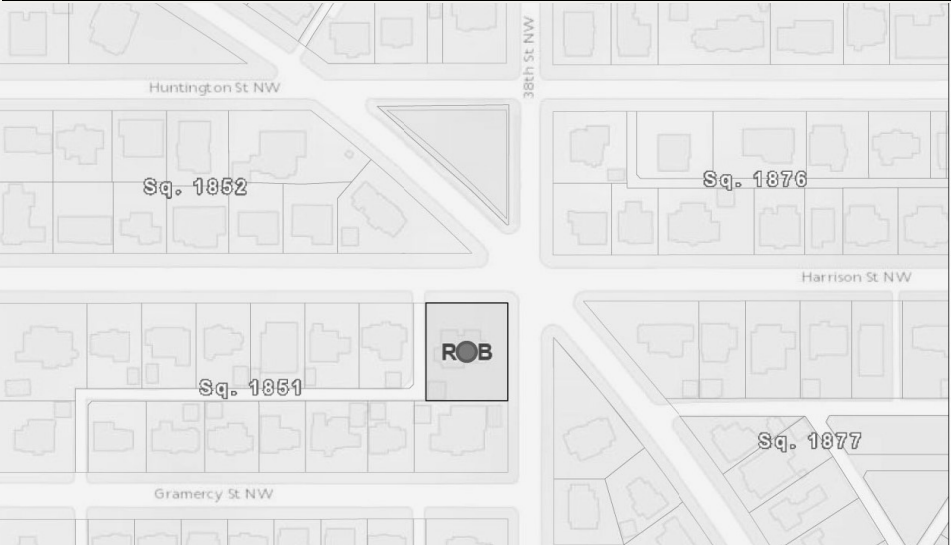 38th St NW
Huntington St NW
Sq. 1852
Sq. 1876
Harrison St NW
R B
Sq. 1851
Sq. 1877
Gramercy St NW